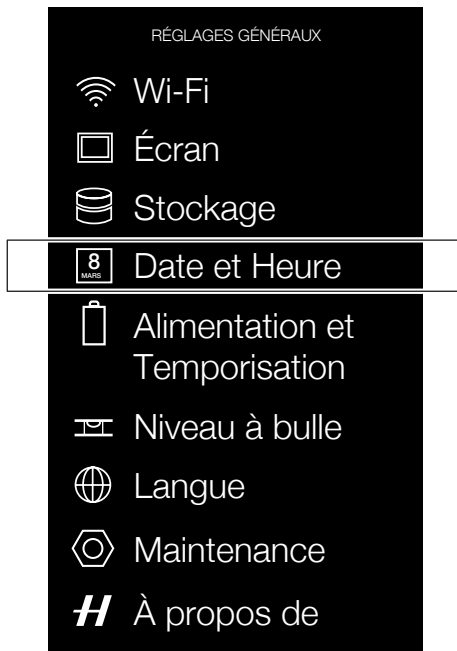 RÉGLAGES GÉNÉRAUX
Wi-Fi
Écran
Stockage
8
MARS
Date et Heure
Alimentation et
Temporisation
Niveau à bulle
Langue
Maintenance
H À propos de